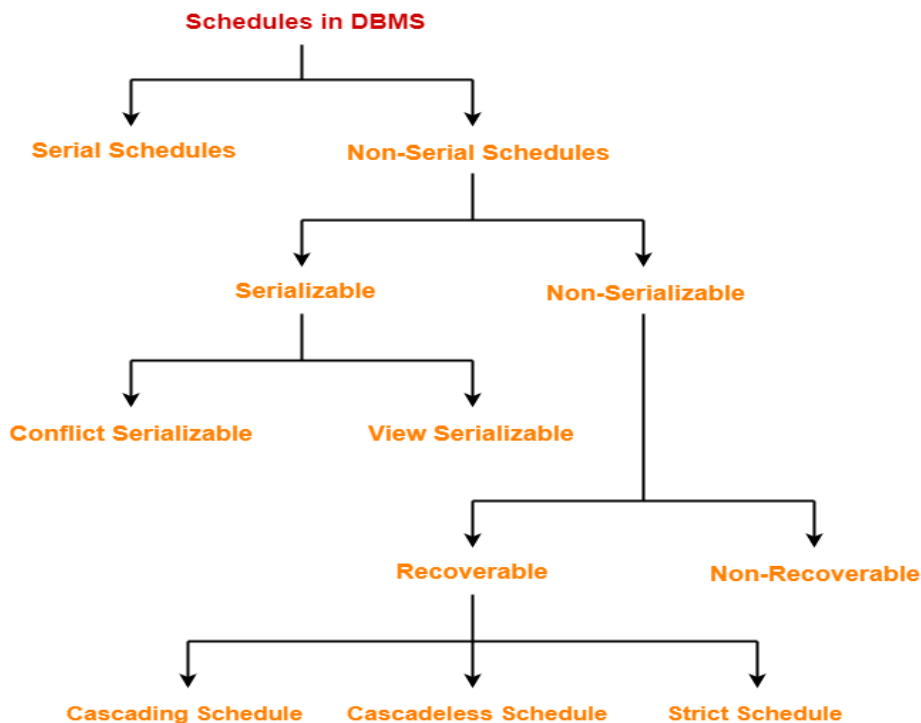 Schedules in DBMS
Serial Schedules
Non-Serial Schedules
Serializable
Non-Serializable
Conflict Serializable
View Serializable
Recoverable
Non-Recoverable
Cascading Schedule
Cascadeless Schedule
Strict Schedule